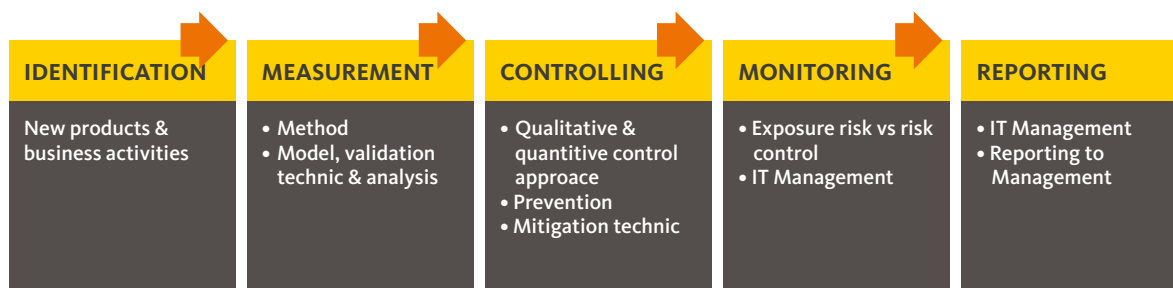 IDENTIFICATION
New products &
business activities
MEASUREMENT
• Method
• Model, validation
technic & analysis
CONTROLLING
• Qualitative &
quantitive control
approace
• Prevention
• Mitigation technic
MONITORING
• Exposure risk vs risk
control
• IT Management
REPORTING
• IT Management
• Reporting to
Management